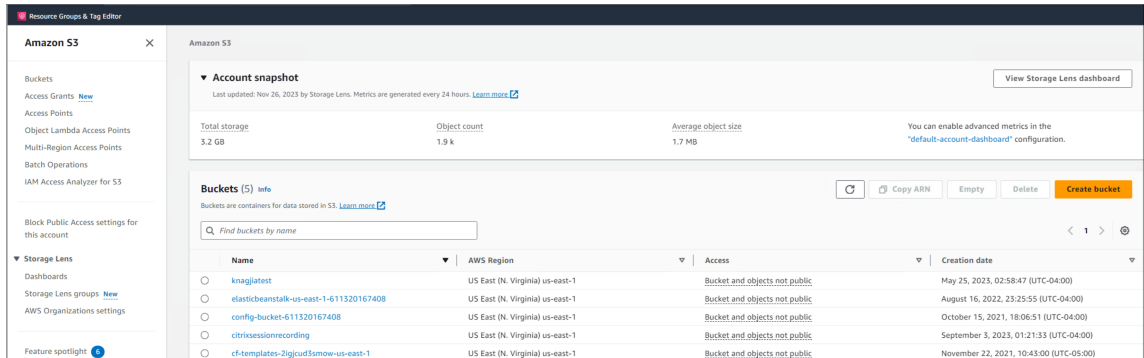 Resource Groups & Tag Editor
Amazon S3
Buckets
Access Grants New
Access Points
Object Lambda Access Points
Multi-Region Access Points
Batch Operations
IAM Access Analyzer for S3
Block Public Access settings for
this account
Storage Lens
Dashboards
Storage Lens groups New
AWS Organizations settings
Feature spotlight 6
Amazon S3
Account snapshot
View Storage Lens dashboard
Last updated: Nov 26, 2023 by Storage Lens. Metrics are generated every 24 hours. Learn more
Total storage
3.2 GB
Object count
1.9 k
Average object size
1.7 MB
You can enable advanced metrics in the
"default-account-dashboard" configuration.
Buckets (5) Info
Copy ARN Empty Delete Create bucket
Buckets are containers for data stored in S3. Learn more
Find buckets by name
1
Name AWS Region Access Creation date
knagjiatest US East (N. Virginia) us-east-1 Bucket and objects not public May 25, 2023, 02:58:47 (UTC-04:00)
elasticbeanstalk-us-east-1-611320167408 US East (N. Virginia) us-east-1 Bucket and objects not public August 16, 2022, 23:25:55 (UTC-04:00)
config-bucket-611320167408 US East (N. Virginia) us-east-1 Bucket and objects not public October 15, 2021, 18:06:51 (UTC-04:00)
citrixsessionrecording US East (N. Virginia) us-east-1 Bucket and objects not public September 3, 2023, 01:21:33 (UTC-04:00)
cf-templates-2igjcud3smow-us-east-1 US East (N. Virginia) us-east-1 Bucket and objects not public November 22, 2021, 10:43:00 (UTC-05:00)